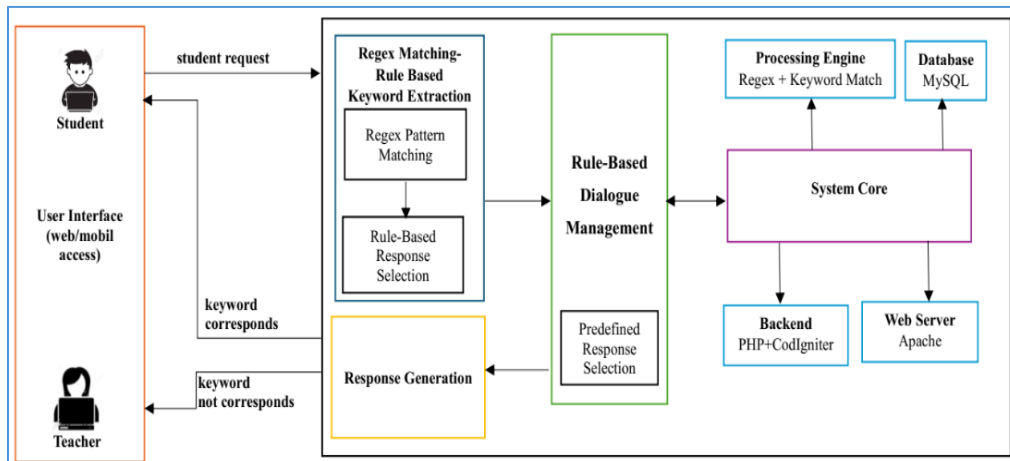 Student
User Interface
(web/mobil
access)
Teacher
student request
keyword
corresponds
keyword
not corresponds
Regex Matching-
Rule Based
Keyword Extraction
Regex Pattern
Matching
Rule-Based
Response
Selection
Response Generation
Rule-Based
Dialogue
Management
Predefined
Response
Selection
Processing Engine
Regex + Keyword Match
Database
MySQL
System Core
Backend
PHP+CodIgniter
Web Server
Apache